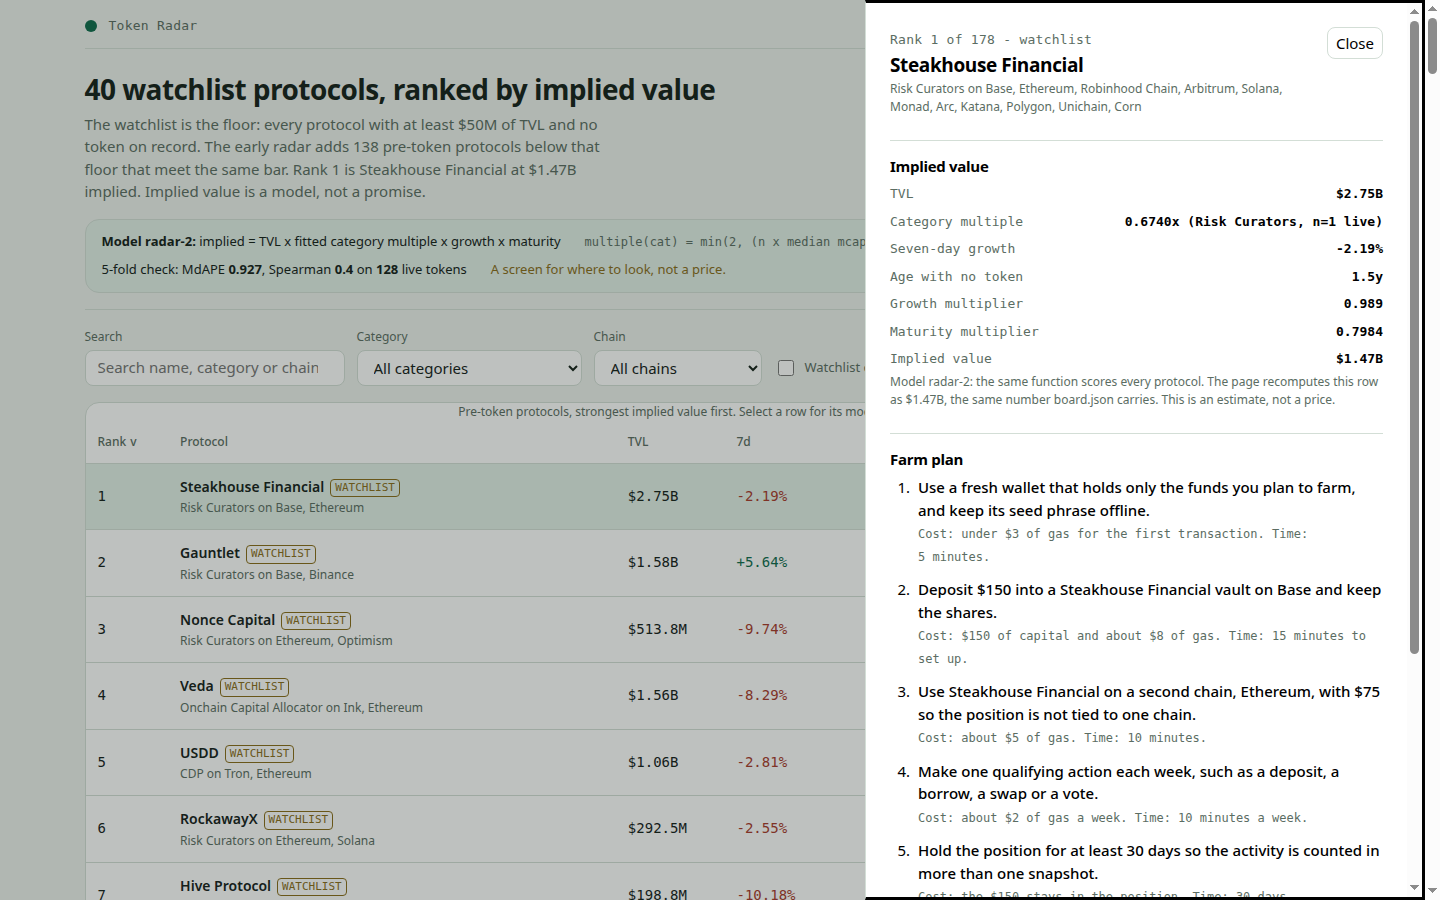 Token Radar
40 watchlist protocols, ranked by implied value
The watchlist is the floor: every protocol with at least $50M of TVL and no
token on record. The early radar adds 138 pre-token protocols below that
floor that meet the same bar. Rank 1 is Steakhouse Financial at $1.47B
implied. Implied value is a model, not a promise.
Model radar-2: implied = TVL x fitted category multiple x growth x maturity multiple(cat) = min(2, (n x median mcap
5-fold check: MdAPE 0.927, Spearman 0.4 on 128 live tokens A screen for where to look, not a price.
Search Category Chain
Search name, category or chain All categories All chains Watchlist
Pre-token protocols, strongest implied value first. Select a row for its
Rank v Protocol TVL 7d
1 Steakhouse Financial WATCHLIST $2.75B -2.19%
Risk Curators on Base, Ethereum
2 Gauntlet WATCHLIST $1.58B +5.64%
Risk Curators on Base, Binance
3 Nonce Capital WATCHLIST $513.8M -9.74%
Risk Curators on Ethereum, Optimism
4 Veda WATCHLIST $1.56B -8.29%
Onchain Capital Allocator on Ink, Ethereum
5 USDD WATCHLIST $1.06B -2.81%
CDP on Tron, Ethereum
6 RockawayX WATCHLIST $292.5M -2.55%
Risk Curators on Ethereum, Solana
7 Hive Protocol WATCHLIST $198.8M -10.18%
Rank 1 of 178 - watchlist
Close
Steakhouse Financial
Risk Curators on Base, Ethereum, Robinhood Chain, Arbitrum, Solana,
Monad, Arc, Katana, Polygon, Unichain, Corn
Implied value
TVL $2.75B
Category multiple 0.6740x (Risk Curators, n=1 live)
Seven-day growth -2.19%
Age with no token 1.5y
Growth multiplier 0.989
Maturity multiplier 0.7984
Implied value $1.47B
Model radar-2: the same function scores every protocol. The page recomputes this row
as $1.47B, the same number board.json carries. This is an estimate, not a price.
Farm plan
1. Use a fresh wallet that holds only the funds you plan to farm,
and keep its seed phrase offline.
Cost: under $3 of gas for the first transaction. Time:
5 minutes.
2. Deposit $150 into a Steakhouse Financial vault on Base and keep
the shares.
Cost: $150 of capital and about $8 of gas. Time: 15 minutes to
set up.
3. Use Steakhouse Financial on a second chain, Ethereum, with $75
so the position is not tied to one chain.
Cost: about $5 of gas. Time: 10 minutes.
4. Make one qualifying action each week, such as a deposit, a
borrow, a swap or a vote.
Cost: about $2 of gas a week. Time: 10 minutes a week.
5. Hold the position for at least 30 days so the activity is counted in
more than one snapshot.
Cost: the $150 stays in the position. Time: 30 days.